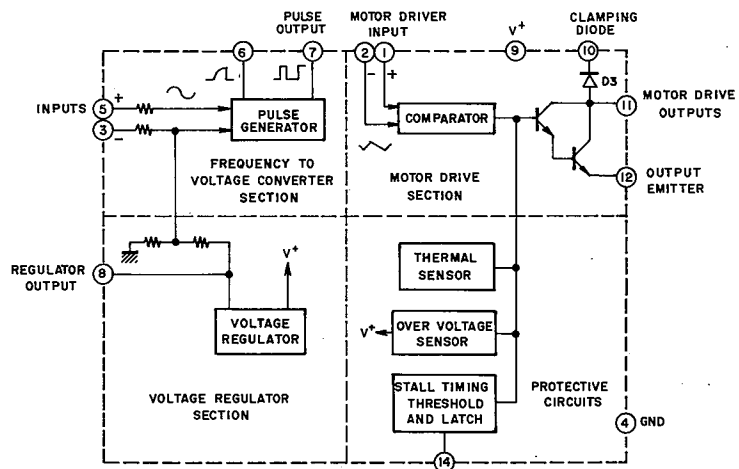 PULSE
OUTPUT
MOTOR DRIVER
INPUT
V+
CLAMPING
DIODE
6
7
2
1
9
10
−
+
D3
INPUTS
5
+
3
−
PULSE
GENERATOR
COMPARATOR
11
MOTOR DRIVE
OUTPUTS
FREQUENCY TO
VOLTAGE CONVERTER
SECTION
MOTOR DRIVE
SECTION
12
OUTPUT
EMITTER
REGULATOR
OUTPUT
8
V+
VOLTAGE
REGULATOR
THERMAL
SENSOR
V+
OVER VOLTAGE
SENSOR
VOLTAGE REGULATOR
SECTION
STALL TIMING
THRESHOLD
AND LATCH
PROTECTIVE
CIRCUITS
4
GND
14